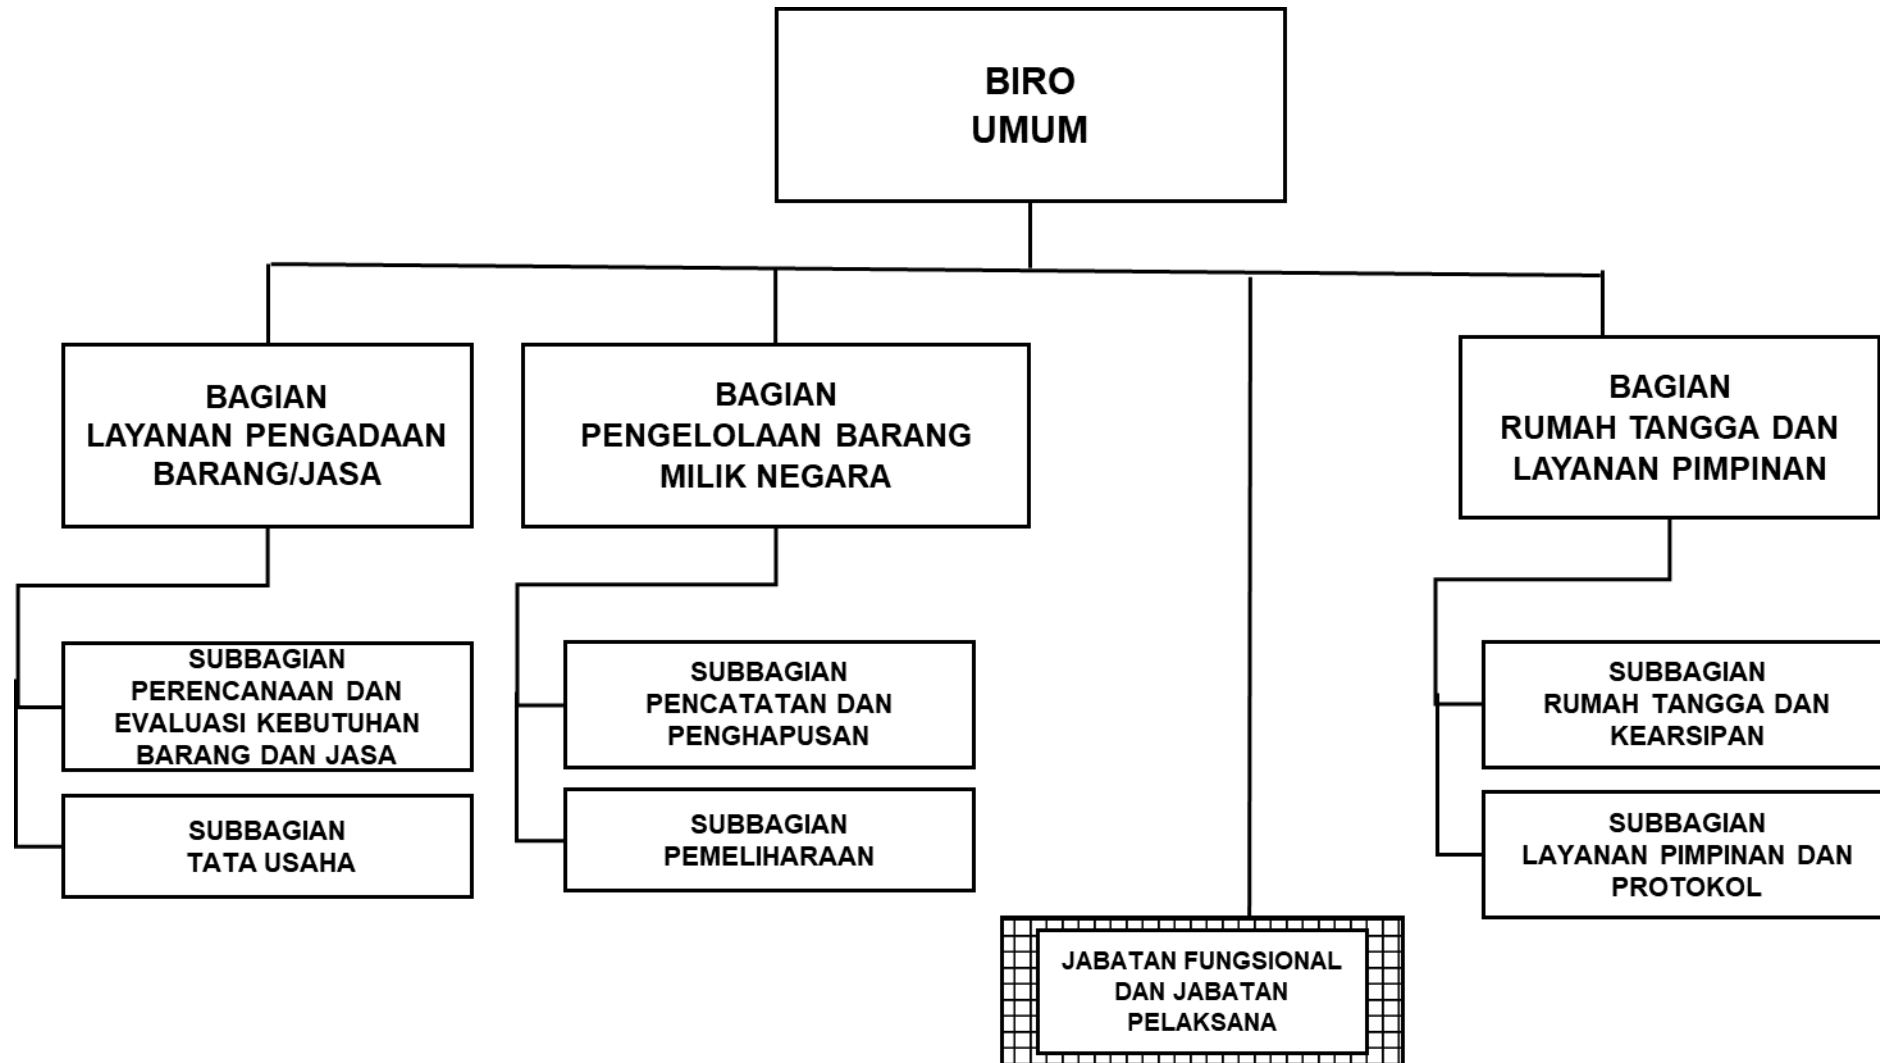 BIRO
UMUM
BAGIAN
LAYANAN PENGADAAN
BARANG/JASA
BAGIAN
PENGELOLAAN BARANG
MILIK NEGARA
BAGIAN
RUMAH TANGGA DAN
LAYANAN PIMPINAN
SUBBAGIAN
PERENCANAAN DAN
EVALUASI KEBUTUHAN
BARANG DAN JASA
SUBBAGIAN
TATA USAHA
SUBBAGIAN
PENCATATAN DAN
PENGHAPUSAN
SUBBAGIAN
PEMELIHARAAN
SUBBAGIAN
RUMAH TANGGA DAN
KEARSIPAN
SUBBAGIAN
LAYANAN PIMPINAN DAN
PROTOKOL
JABATAN FUNGSIONAL
DAN JABATAN
PELAKSANA